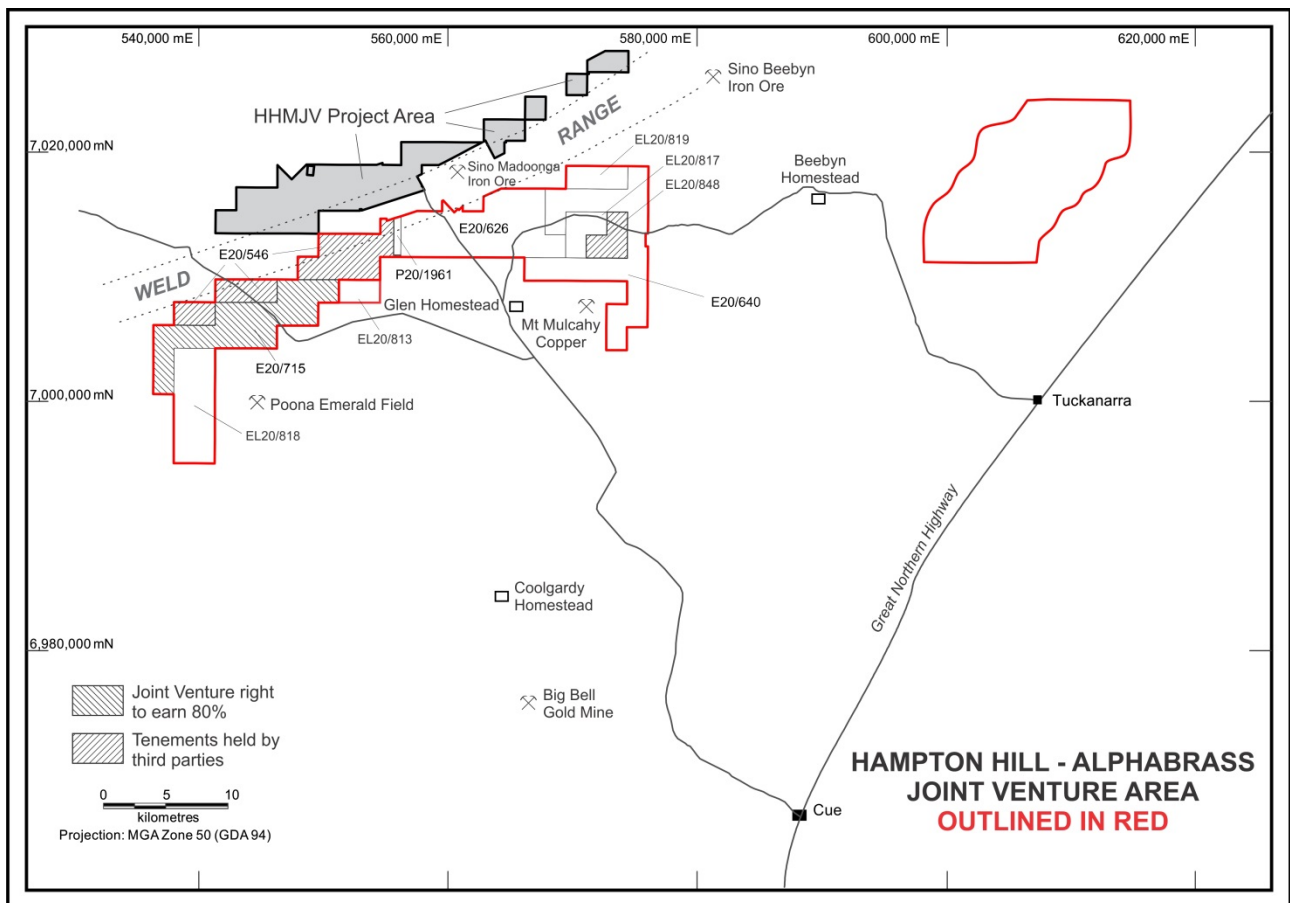 540,000 mE
560,000 mE
580,000 mE
600,000 mE
620,000 mE
Sino Beebyn
Iron Ore
HHMJV Project Area
RANGE
7,020,000 mN
EL20/819
EL20/817
EL20/848
Sino Madoonga
Iron Ore
Beebyn
Homestead
E20/546
E20/626
P20/1961
WELD
E20/640
Glen Homestead
Mt Mulcahy
Copper
EL20/813
E20/715
7,000,000 mN
Poona Emerald Field
Tuckanarra
EL20/818
Great Northern Highway
Coolgardy
Homestead
6,980,000 mN
Joint Venture right
to earn 80%
Big Bell
Gold Mine
Tenements held by
third parties
HAMPTON HILL - ALPHABRASS
JOINT VENTURE AREA
OUTLINED IN RED
0 5 10
kilometres
Cue
Projection: MGA Zone 50 (GDA 94)